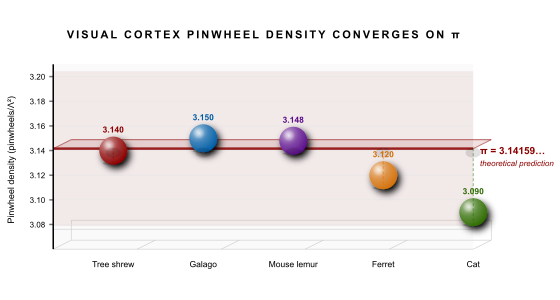 VISUAL CORTEX PINWHEEL DENSITY CONVERGES ON π
Pinwheel density (pinwheels/Λ²)
3.20
3.18
3.16
3.14
3.12
3.10
3.08
3.140
3.150
3.148
3.120
3.090
π = 3.14159...
theoretical prediction
Tree shrew
Galago
Mouse lemur
Ferret
Cat